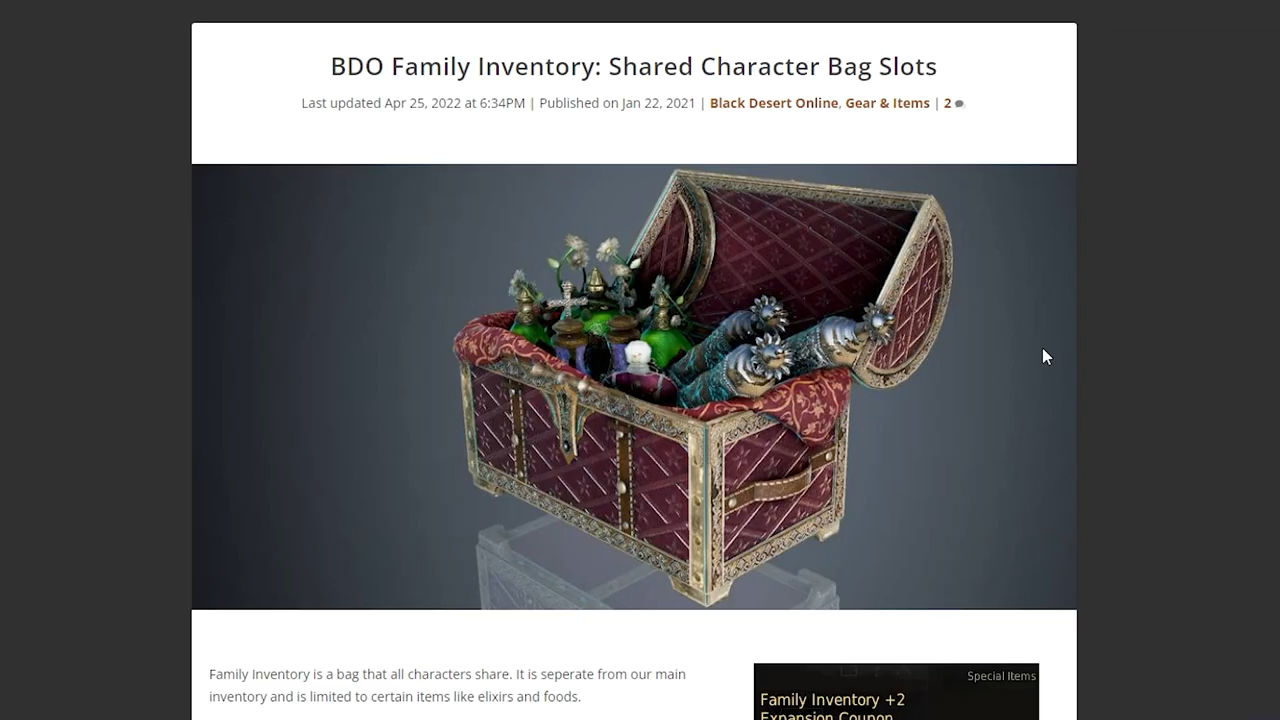 BDO Family Inventory: Shared Character Bag Slots
Last updated Apr 25, 2022 at 6:34PM | Published on Jan 22, 2021 | Black Desert Online, Gear & Items | 2
Family Inventory is a bag that all characters share. It is seperate from our main
inventory and is limited to certain items like elixirs and foods.
Special Items
Family Inventory +2
Expansion Coupon